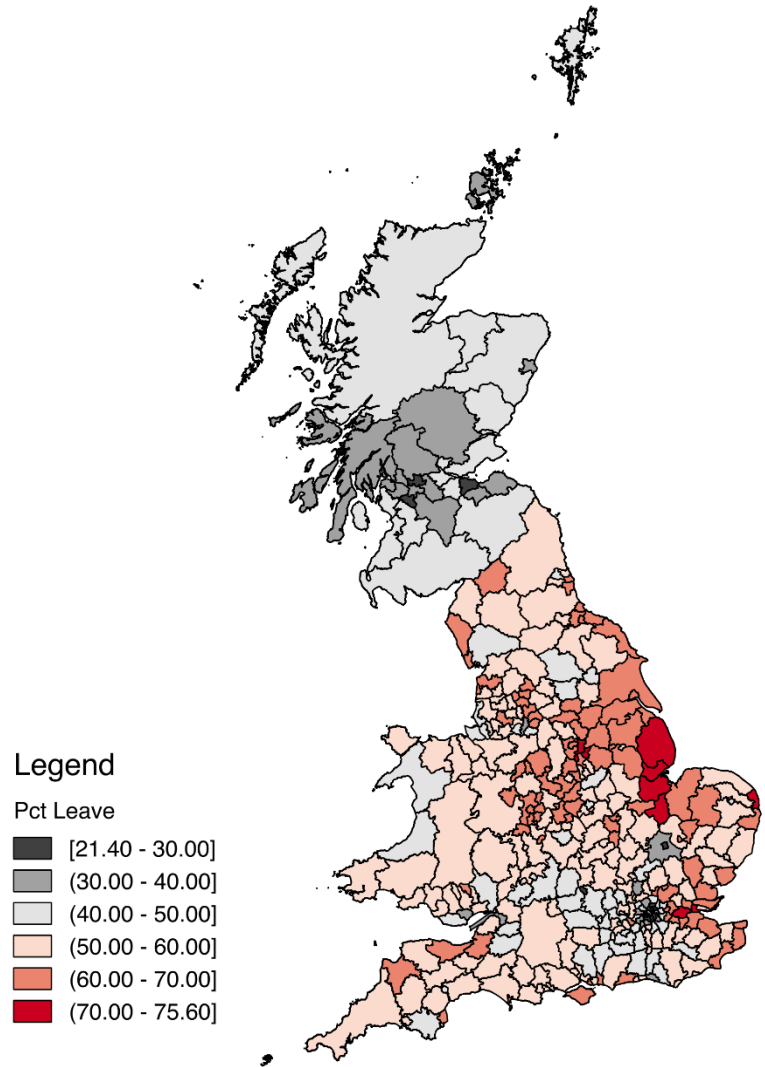 Legend
Pct Leave
[21.40 - 30.00]
(30.00 - 40.00]
(40.00 - 50.00]
(50.00 - 60.00]
(60.00 - 70.00]
(70.00 - 75.60]